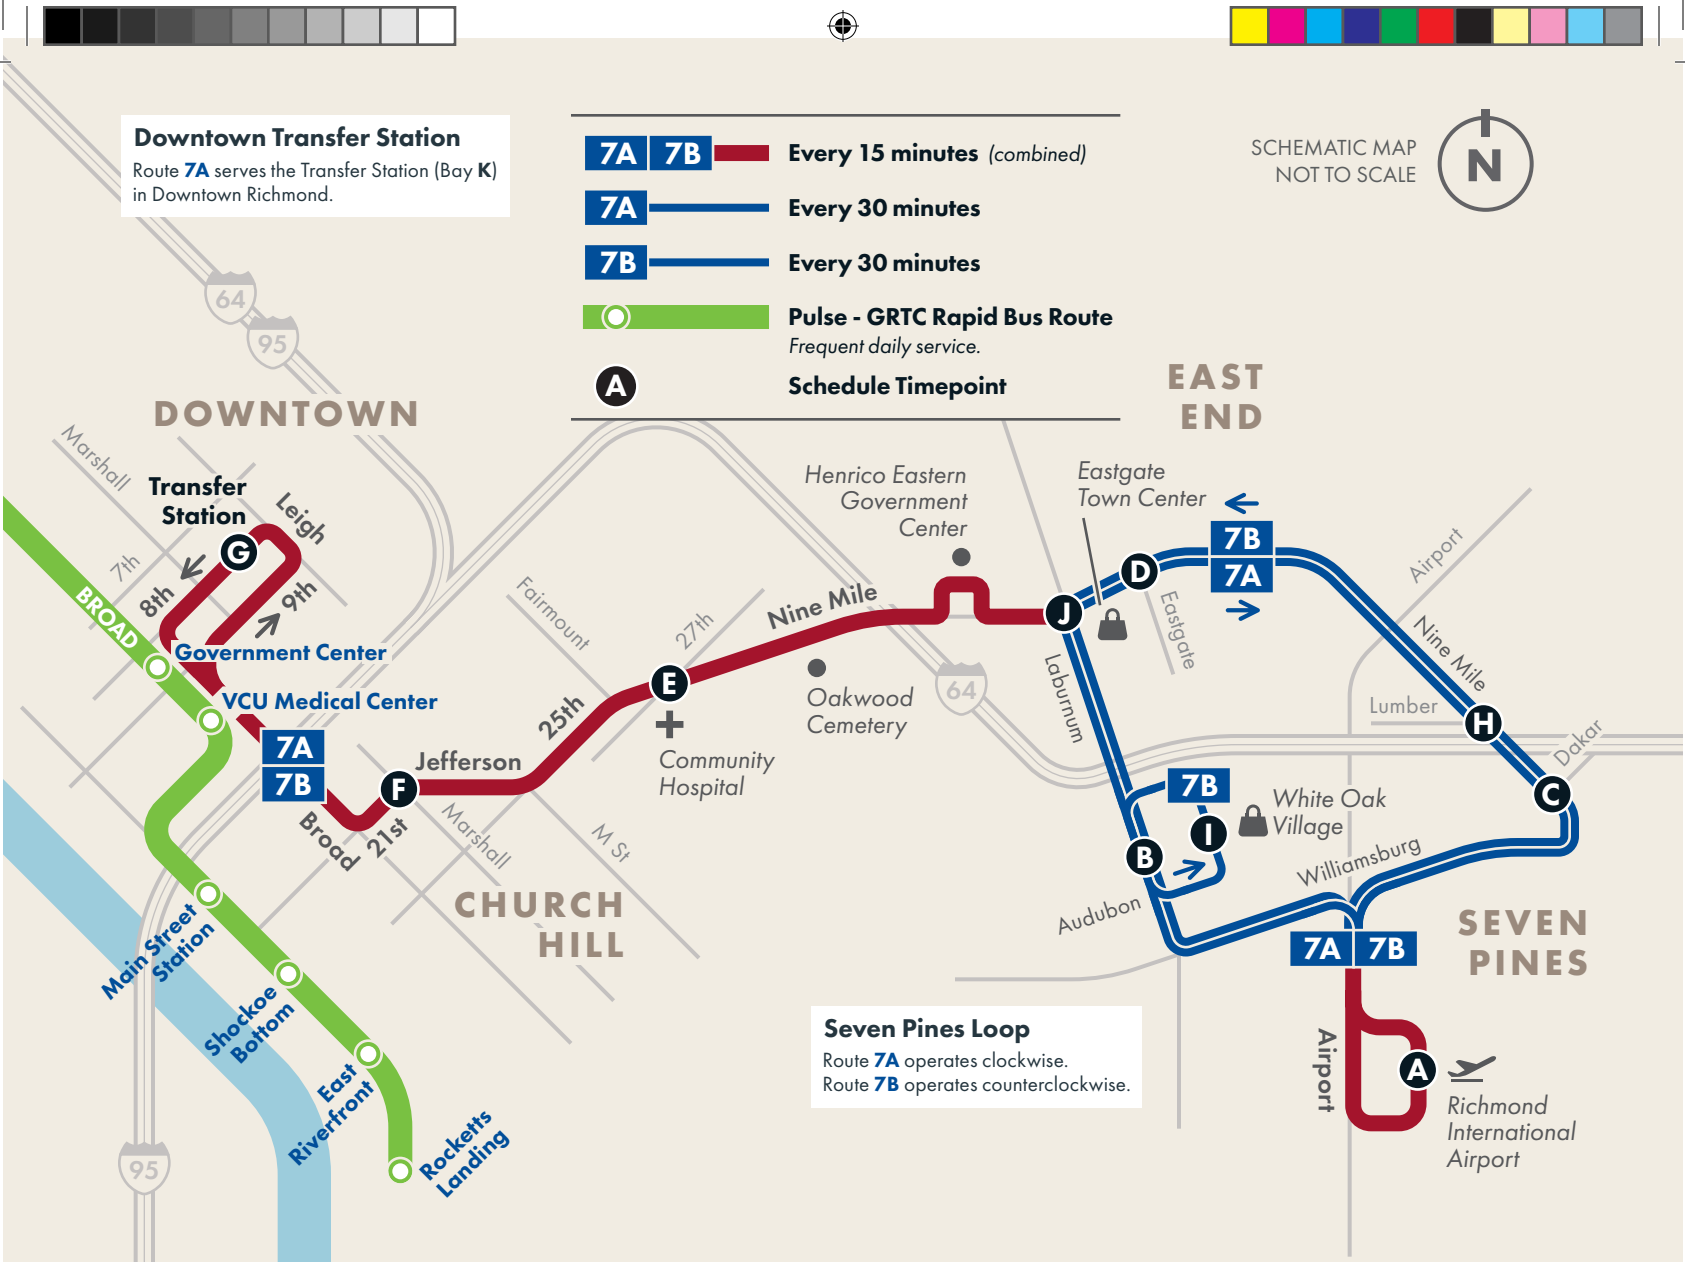 Downtown Transfer Station
Route 7A serves the Transfer Station (Bay K)
in Downtown Richmond.
7A 7B Every 15 minutes (combined)
7A Every 30 minutes
7B Every 30 minutes
Pulse - GRTC Rapid Bus Route
Frequent daily service.
A Schedule Timepoint
SCHEMATIC MAP
NOT TO SCALE
N
64
95
DOWNTOWN
EAST
END
Marshall
Transfer
Station
G
Leigh
7th
8th
9th
BROAD
Government Center
VCU Medical Center
7A
7B
Broad
21st
F
Jefferson
25th
Marshall
M St
Fairmount
27th
E
Community
Hospital
CHURCH
HILL
Nine Mile
Oakwood
Cemetery
Henrico Eastern
Government
Center
64
Eastgate
Town Center
J
D
Eastgate
7B
7A
Airport
Nine Mile
Lumber
H
Dakar
C
Laburnum
7B
I
White Oak
Village
B
Audubon
Williamsburg
7A 7B
SEVEN
PINES
Airport
A
Richmond
International
Airport
Seven Pines Loop
Route 7A operates clockwise.
Route 7B operates counterclockwise.
Main Street
Station
Shockoe
Bottom
East
Riverfront
Rocketts
Landing
95